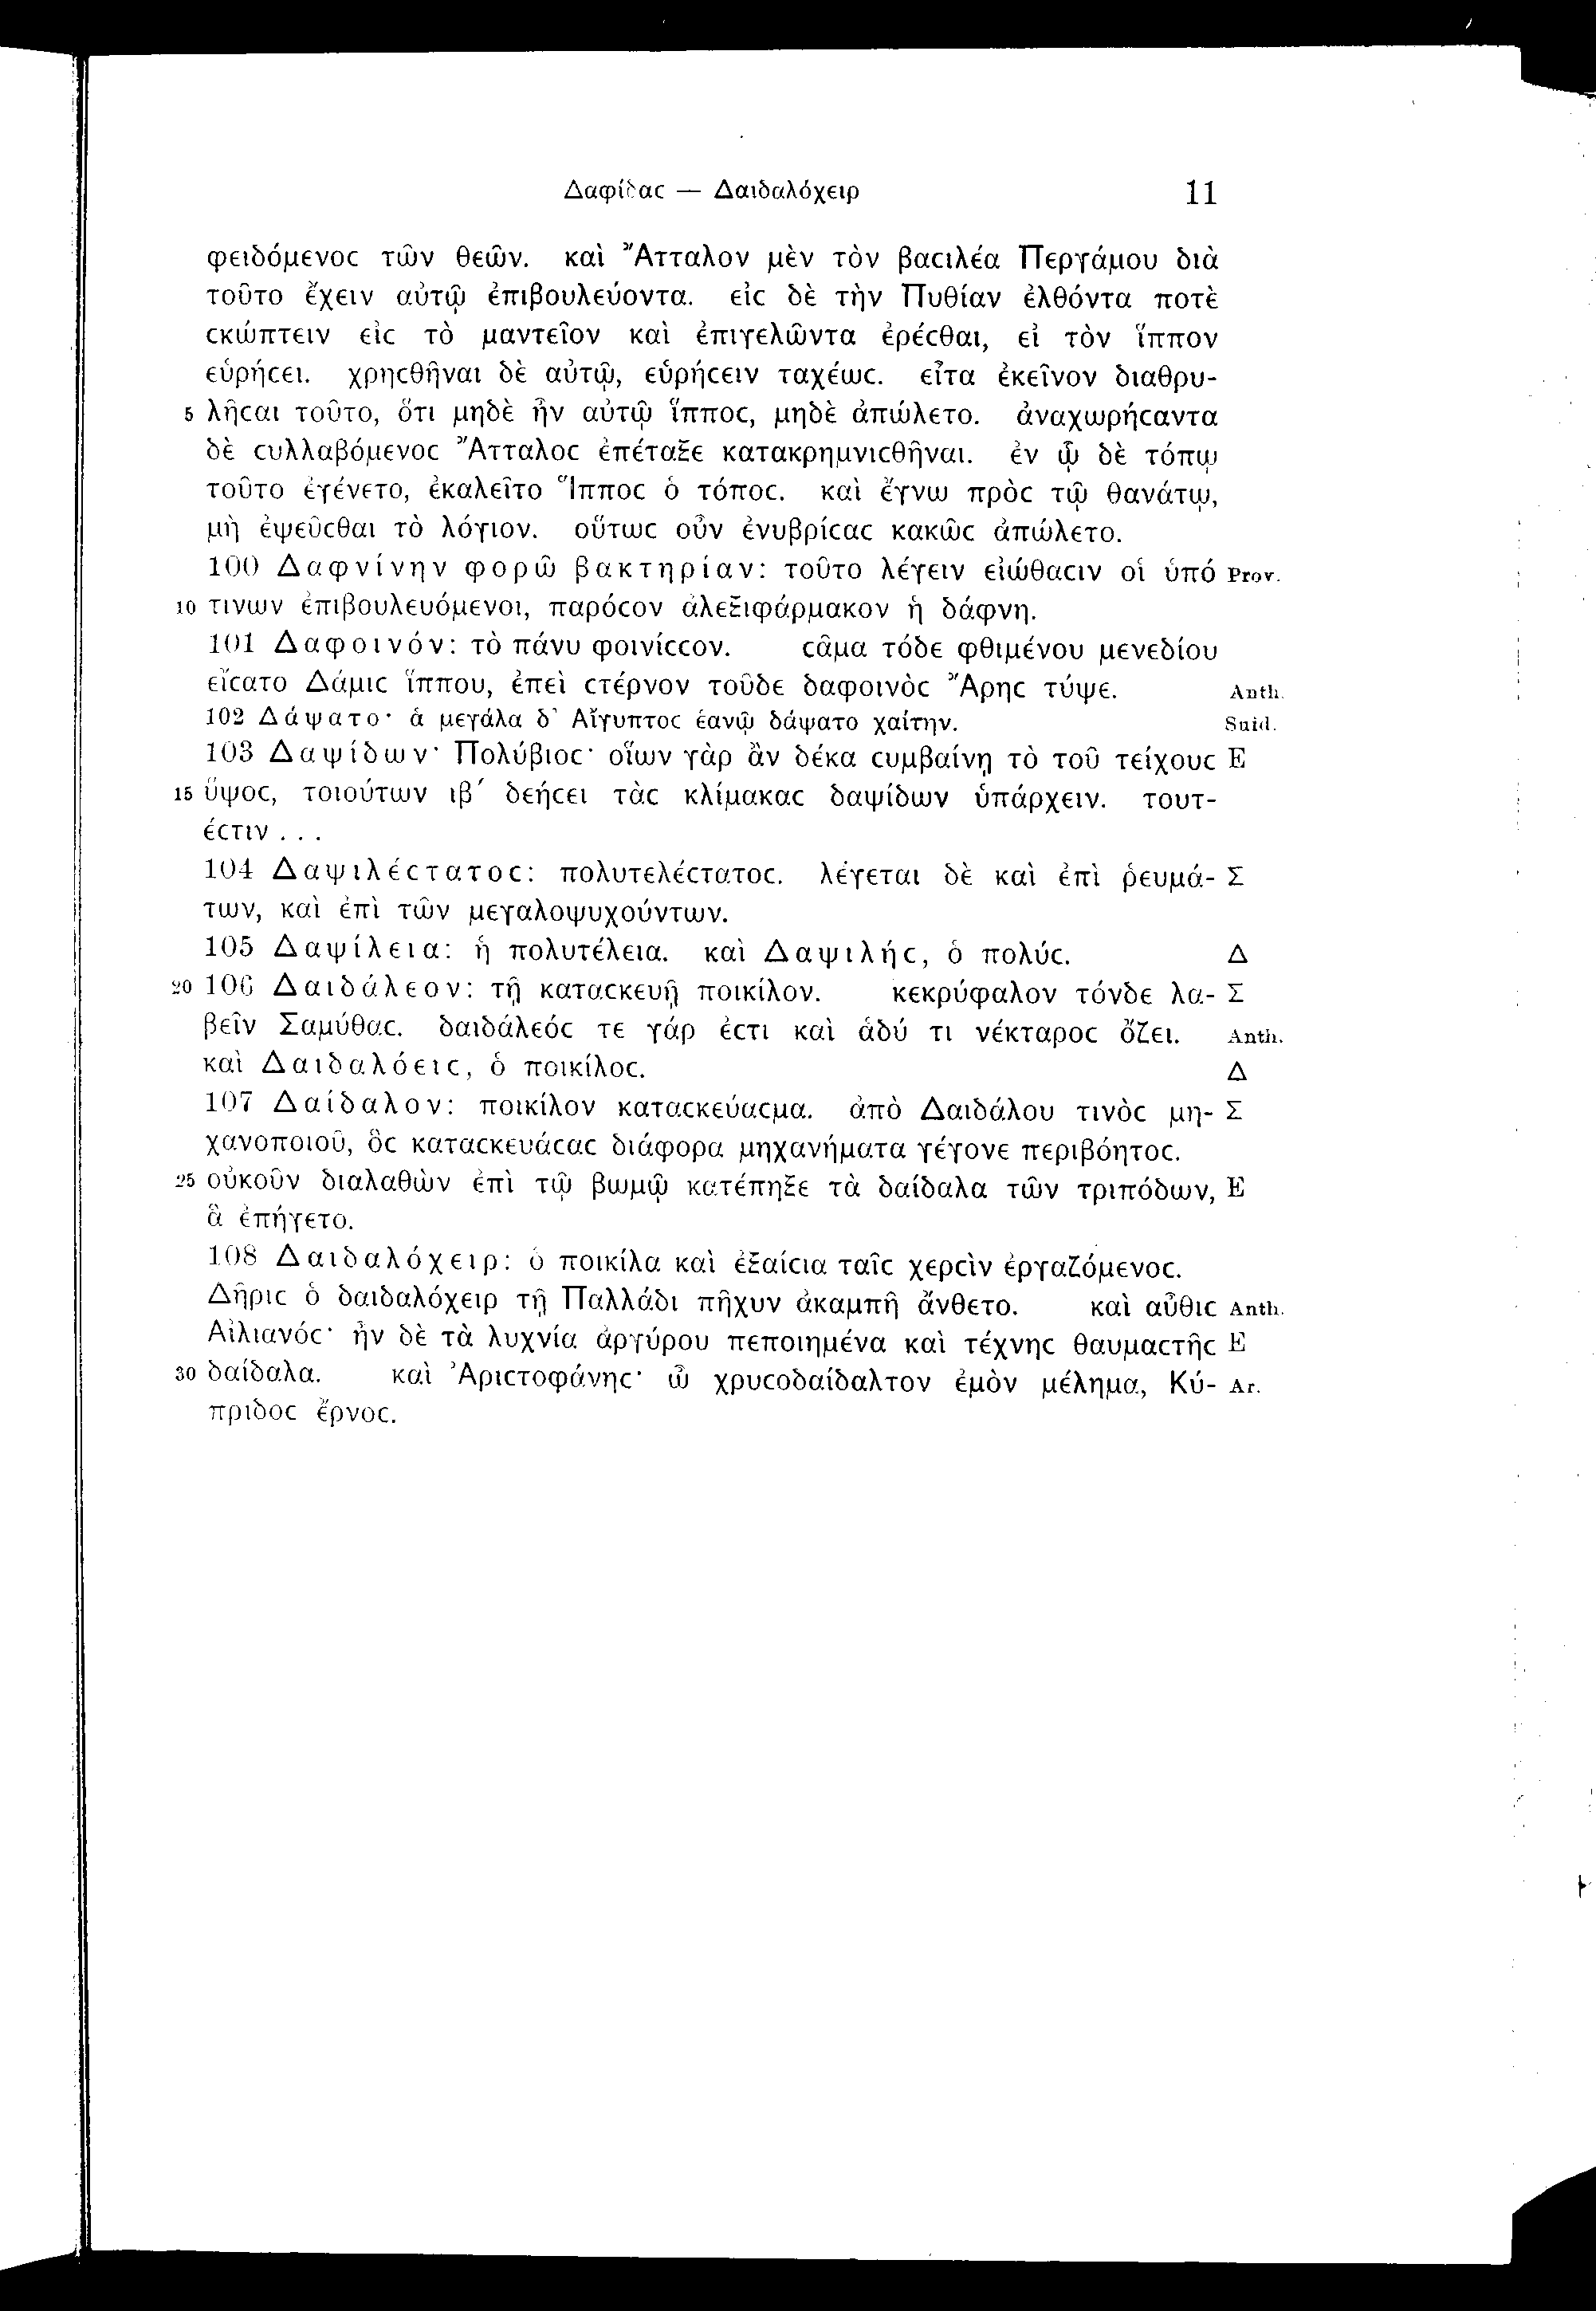 Δαφίδαϲ — Δαιδαλόχειρ 11
φειδόμενοϲ τῶν θεῶν. καὶ Ἄτταλον μὲν τὸν βαϲιλέα Περγάμου διὰ
τοῦτο ἔχειν αὐτῷ ἐπιβουλεύοντα. εἰϲ δὲ τὴν Πυθίαν ἐλθόντα ποτὲ
ϲκώπτειν εἰϲ τὸ μαντεῖον καὶ ἐπιγελῶντα ἐρέϲθαι, εἰ τὸν ἵππον
εὑρήϲει. χρηϲθῆναι δὲ αὐτῷ, εὑρήϲειν ταχέωϲ. εἶτα ἐκεῖνον διαθρυ-
5 λῆϲαι τοῦτο, ὅτι μηδὲ ἦν αὐτῷ ἵπποϲ, μηδὲ ἀπώλετο. ἀναχωρήϲαντα
δὲ ϲυλλαβόμενοϲ Ἄτταλοϲ ἐπέταξε κατακρημνιϲθῆναι. ἐν ᾧ δὲ τόπῳ
τοῦτο ἐγένετο, ἐκαλεῖτο Ἵπποϲ ὁ τόποϲ. καὶ ἔγνω πρὸϲ τῷ θανάτῳ,
μὴ ἐψεῦϲθαι τὸ λόγιον. οὕτωϲ οὖν ἐνυβρίϲαϲ κακῶϲ ἀπώλετο.
100 Δαφνίνην φορῶ βακτηρίαν: τοῦτο λέγειν εἰώθαϲιν οἱ ὑπό Prov.
10 τινων ἐπιβουλευόμενοι, παρόϲον ἀλεξιφάρμακον ἡ δάφνη.
101 Δαφοινόν: τὸ πάνυ φοινίϲϲον. ϲᾶμα τόδε φθιμένου μενεδίου
εἵϲατο Δάμιϲ ἵππου, ἐπεὶ ϲτέρνον τοῦδε δαφοινὸϲ Ἄρηϲ τύψε. Anth.
102 Δάψατο· ἁ μεγάλα δ' Αἴγυπτοϲ ἑανῷ δάψατο χαίτην. Suid.
103 Δαψίδων· Πολύβιοϲ· οἵων γὰρ ἂν δέκα ϲυμβαίνῃ τὸ τοῦ τείχουϲ E
15 ὕψοϲ, τοιούτων ιβ´ δεήϲει τὰϲ κλίμακαϲ δαψίδων ὑπάρχειν. τουτ-
έϲτιν . . .
104 Δαψιλέϲτατοϲ: πολυτελέϲτατοϲ. λέγεται δὲ καὶ ἐπὶ ῥευμά- Σ
των, καὶ ἐπὶ τῶν μεγαλοψυχούντων.
105 Δαψίλεια: ἡ πολυτέλεια. καὶ Δαψιλήϲ, ὁ πολύϲ. Δ
20 106 Δαιδάλεον: τῇ καταϲκευῇ ποικίλον. κεκρύφαλον τόνδε λα- Σ
βεῖν Σαμύθαϲ. δαιδάλεόϲ τε γάρ ἐϲτι καὶ ἁδύ τι νέκταροϲ ὄζει. Anth.
καὶ Δαιδαλόειϲ, ὁ ποικίλοϲ. Δ
107 Δαίδαλον: ποικίλον καταϲκεύαϲμα. ἀπὸ Δαιδάλου τινὸϲ μη- Σ
χανοποιοῦ, ὃϲ καταϲκευάϲαϲ διάφορα μηχανήματα γέγονε περιβόητοϲ.
25 οὐκοῦν διαλαθὼν ἐπὶ τῷ βωμῷ κατέπηξε τὰ δαίδαλα τῶν τριπόδων, E
ἃ ἐπήγετο.
108 Δαιδαλόχειρ: ὁ ποικίλα καὶ ἐξαίϲια ταῖϲ χερϲὶν ἐργαζόμενοϲ.
Δῆριϲ ὁ δαιδαλόχειρ τῇ Παλλάδι πῆχυν ἀκαμπῆ ἄνθετο. καὶ αὖθιϲ Anth.
Αἰλιανόϲ· ἦν δὲ τὰ λυχνία ἀργύρου πεποιημένα καὶ τέχνηϲ θαυμαϲτῆϲ E
30 δαίδαλα. καὶ Ἀριϲτοφάνηϲ· ὦ χρυϲοδαίδαλτον ἐμὸν μέλημα, Κύ- Ar.
πριδοϲ ἔρνοϲ.